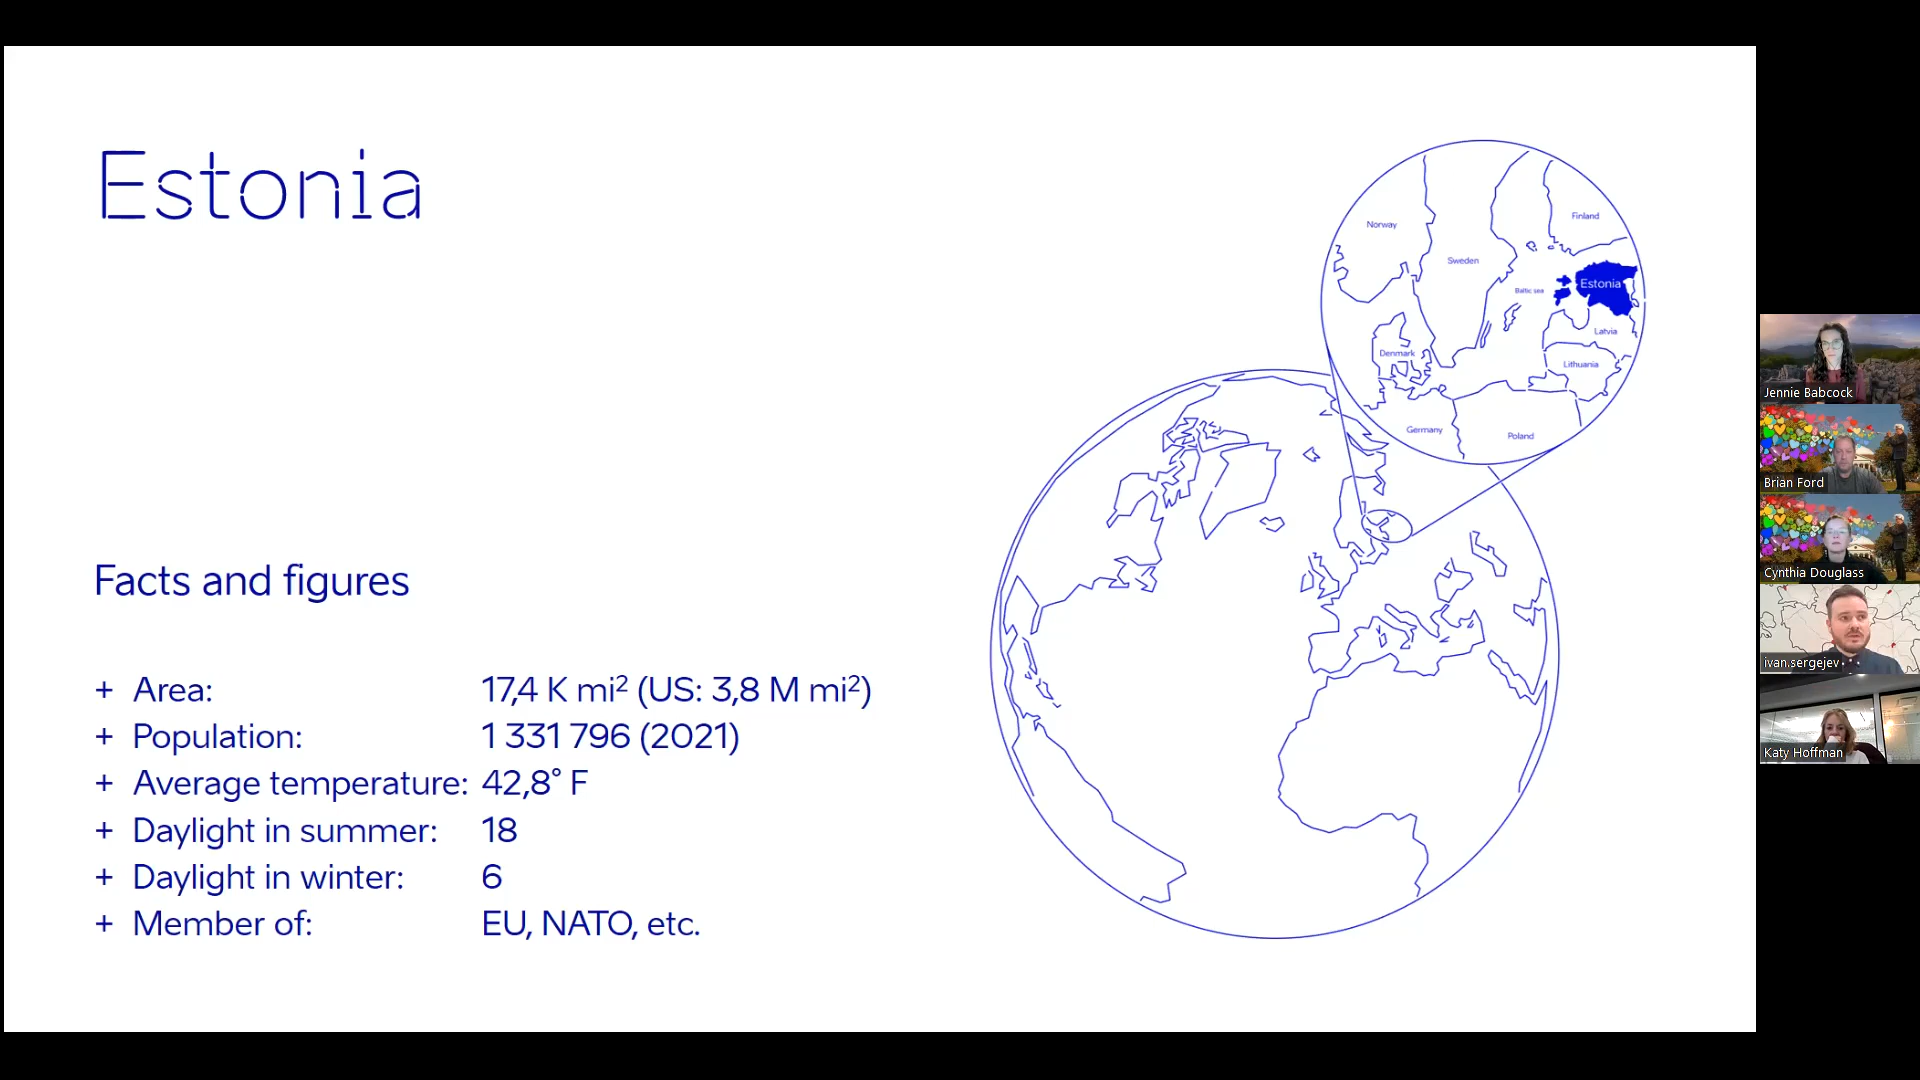 Estonia
Facts and figures
+ Area: 17,4 K mi² (US: 3,8 M mi²)
+ Population: 1 331 796 (2021)
+ Average temperature: 42,8° F
+ Daylight in summer: 18
+ Daylight in winter: 6
+ Member of: EU, NATO, etc.
Norway
Finland
Sweden
Baltic sea
Estonia
Latvia
Denmark
Lithuania
Germany
Poland
Jennie Babcock
Brian Ford
Cynthia Douglass
ivan.sergejev
Katy Hoffman